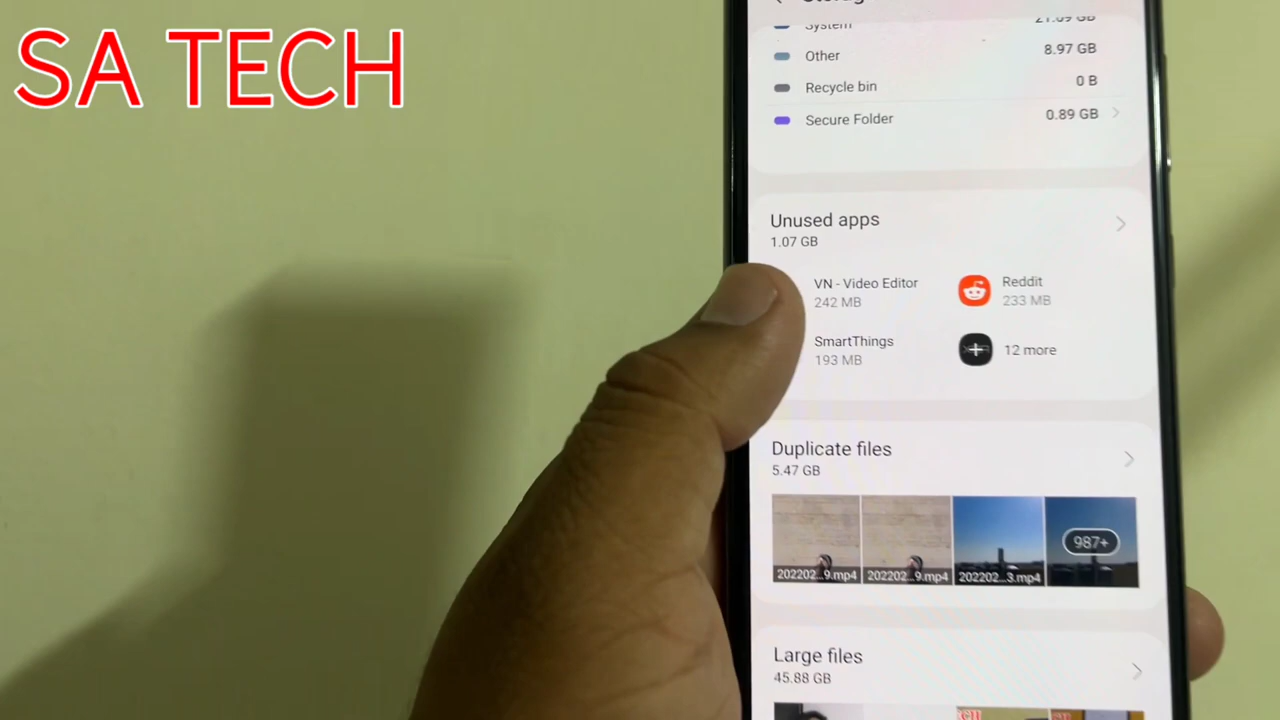 SA TECH
System
21.09 GB
Other
8.97 GB
Recycle bin
0 B
Secure Folder
0.89 GB
Unused apps
1.07 GB
VN - Video Editor
242 MB
Reddit
233 MB
SmartThings
193 MB
12 more
Duplicate files
5.47 GB
202202...9.mp4
202202...9.mp4
202202...3.mp4
987+
Large files
45.88 GB